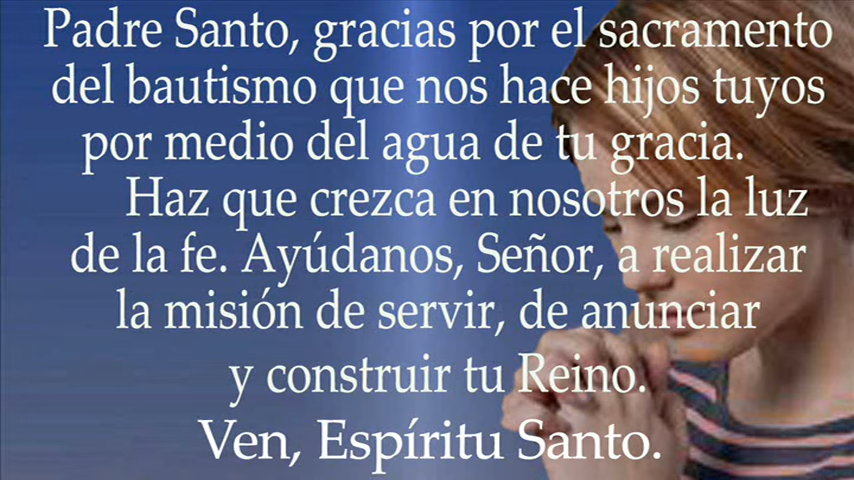 Padre Santo, gracias por el sacramento
del bautismo que nos hace hijos tuyos
por medio del agua de tu gracia.
Haz que crezca en nosotros la luz
de la fe. Ayúdanos, Señor, a realizar
la misión de servir, de anunciar
y construir tu Reino.
Ven, Espíritu Santo.